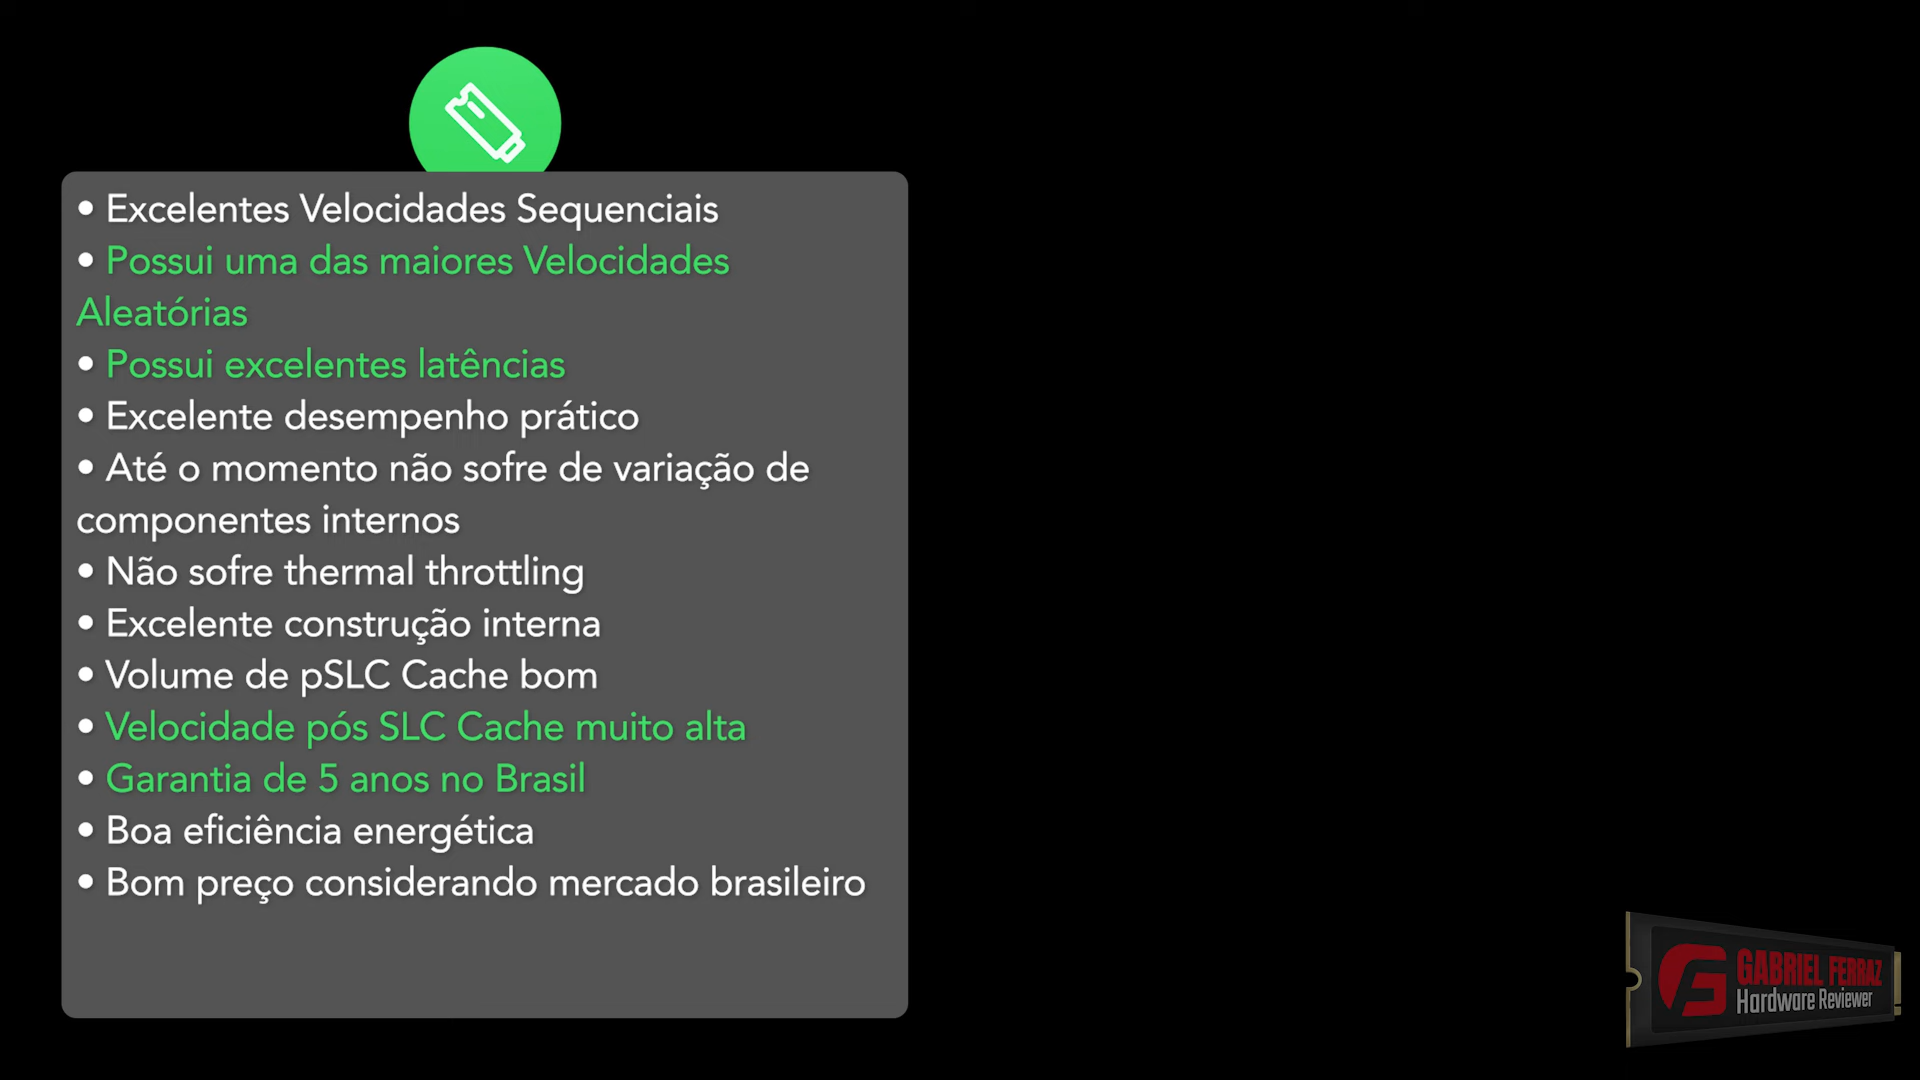 • Excelentes Velocidades Sequenciais
• Possui uma das maiores Velocidades
Aleatórias
• Possui excelentes latências
• Excelente desempenho prático
• Até o momento não sofre de variação de
componentes internos
• Não sofre thermal throttling
• Excelente construção interna
• Volume de pSLC Cache bom
• Velocidade pós SLC Cache muito alta
• Garantia de 5 anos no Brasil
• Boa eficiência energética
• Bom preço considerando mercado brasileiro
GABRIEL FERRAZ
Hardware Reviewer